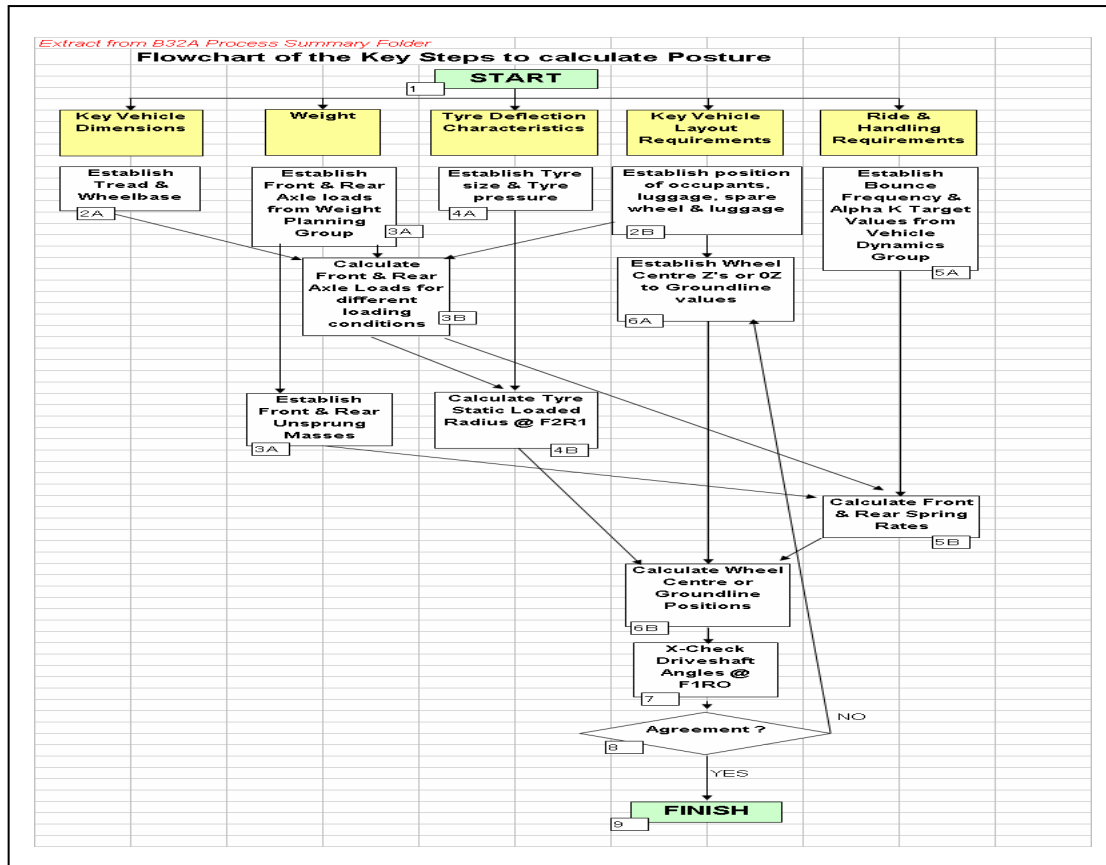 Extract from B32A Process Summary Folder
Flowchart of the Key Steps to calculate Posture
START
1
Key Vehicle
Dimensions
Weight
Tyre Deflection
Characteristics
Key Vehicle
Layout
Requirements
Ride &
Handling
Requirements
Establish
Tread &
Wheelbase
2A
Establish
Front & Rear
Axle loads
from Weight
Planning
Group
3A
Establish Tyre
size & Tyre
pressure
4A
Establish position
of occupants,
luggage, spare
wheel & luggage
2B
Establish
Bounce
Frequency &
Alpha K Target
Values from
Vehicle
Dynamics
Group
5A
Calculate
Front & Rear
Axle Loads for
different
loading
conditions
3B
Establish Wheel
Centre Z's or 0Z
to Groundline
values
6A
Establish
Front & Rear
Unsprung
Masses
3A
Calculate Tyre
Static Loaded
Radius @ F2R1
4B
Calculate Front
& Rear Spring
Rates
5B
Calculate Wheel
Centre or
Groundline
Positions
6B
X-Check
Driveshaft
Angles @
F1RO
7
Agreement ?
8
NO
YES
FINISH
9